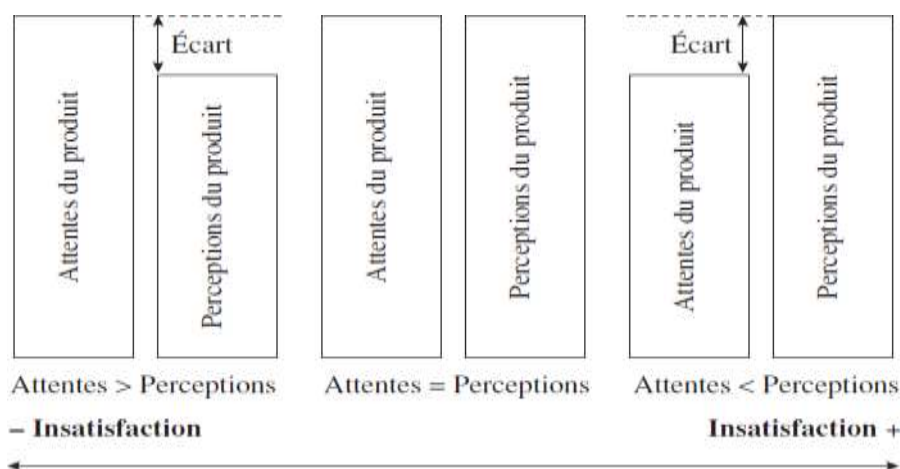 Écart
Écart
Attentes du produit
Perceptions du produit
Attentes du produit
Perceptions du produit
Attentes du produit
Perceptions du produit
Attentes > Perceptions
Attentes = Perceptions
Attentes < Perceptions
– Insatisfaction
Insatisfaction +